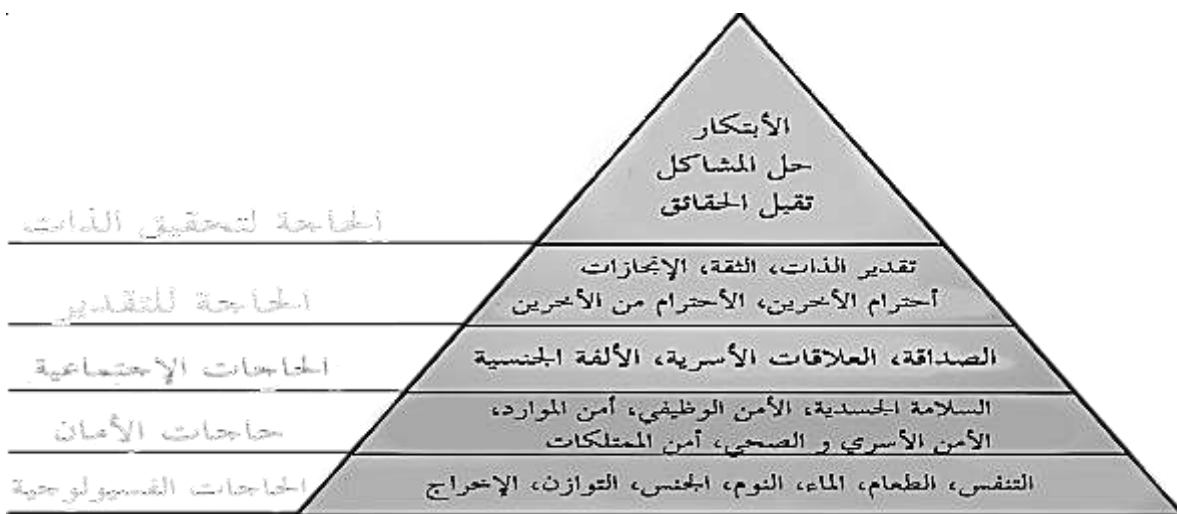 الأبتكار
حل المشاكل
تقبل الحقائق
الحاجة لتحقيق الذات
تقدير الذات، الثقة، الإنجازات
أحترام الأخرين، الأحترام من الأخرين
الحاجة للتقدير
الصداقة، العلاقات الأسرية، الألفة الجنسية
الحاجات الإجتماعية
السلامة الجسدية، الأمن الوظيفي، أمن الموارد،
الأمن الأسري و الصحي، أمن الممتلكات
حاجات الأمان
التنفس، الطعام، الماء، النوم، الجنس، التوازن، الإخراج
الحاجات الفسيولوجية